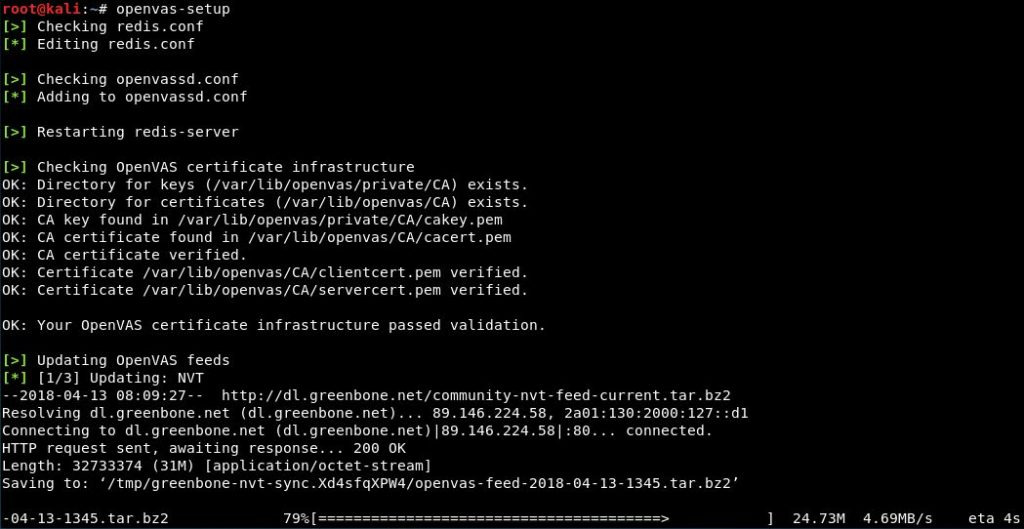 root@kali:~# openvas-setup
[>] Checking redis.conf
[*] Editing redis.conf
[>] Checking openvassd.conf
[*] Adding to openvassd.conf
[>] Restarting redis-server
[>] Checking OpenVAS certificate infrastructure
OK: Directory for keys (/var/lib/openvas/private/CA) exists.
OK: Directory for certificates (/var/lib/openvas/CA) exists.
OK: CA key found in /var/lib/openvas/private/CA/cakey.pem
OK: CA certificate found in /var/lib/openvas/CA/cacert.pem
OK: CA certificate verified.
OK: Certificate /var/lib/openvas/CA/clientcert.pem verified.
OK: Certificate /var/lib/openvas/CA/servercert.pem verified.
OK: Your OpenVAS certificate infrastructure passed validation.
[>] Updating OpenVAS feeds
[*] [1/3] Updating: NVT
--2018-04-13 08:09:27--  http://dl.greenbone.net/community-nvt-feed-current.tar.bz2
Resolving dl.greenbone.net (dl.greenbone.net)... 89.146.224.58, 2a01:130:2000:127::d1
Connecting to dl.greenbone.net (dl.greenbone.net)|89.146.224.58|:80... connected.
HTTP request sent, awaiting response... 200 OK
Length: 32733374 (31M) [application/octet-stream]
Saving to: ‘/tmp/greenbone-nvt-sync.Xd4sfqXPW4/openvas-feed-2018-04-13-1345.tar.bz2’
-04-13-1345.tar.bz2             79%[=======================================>           ]  24.73M  4.69MB/s    eta 4s